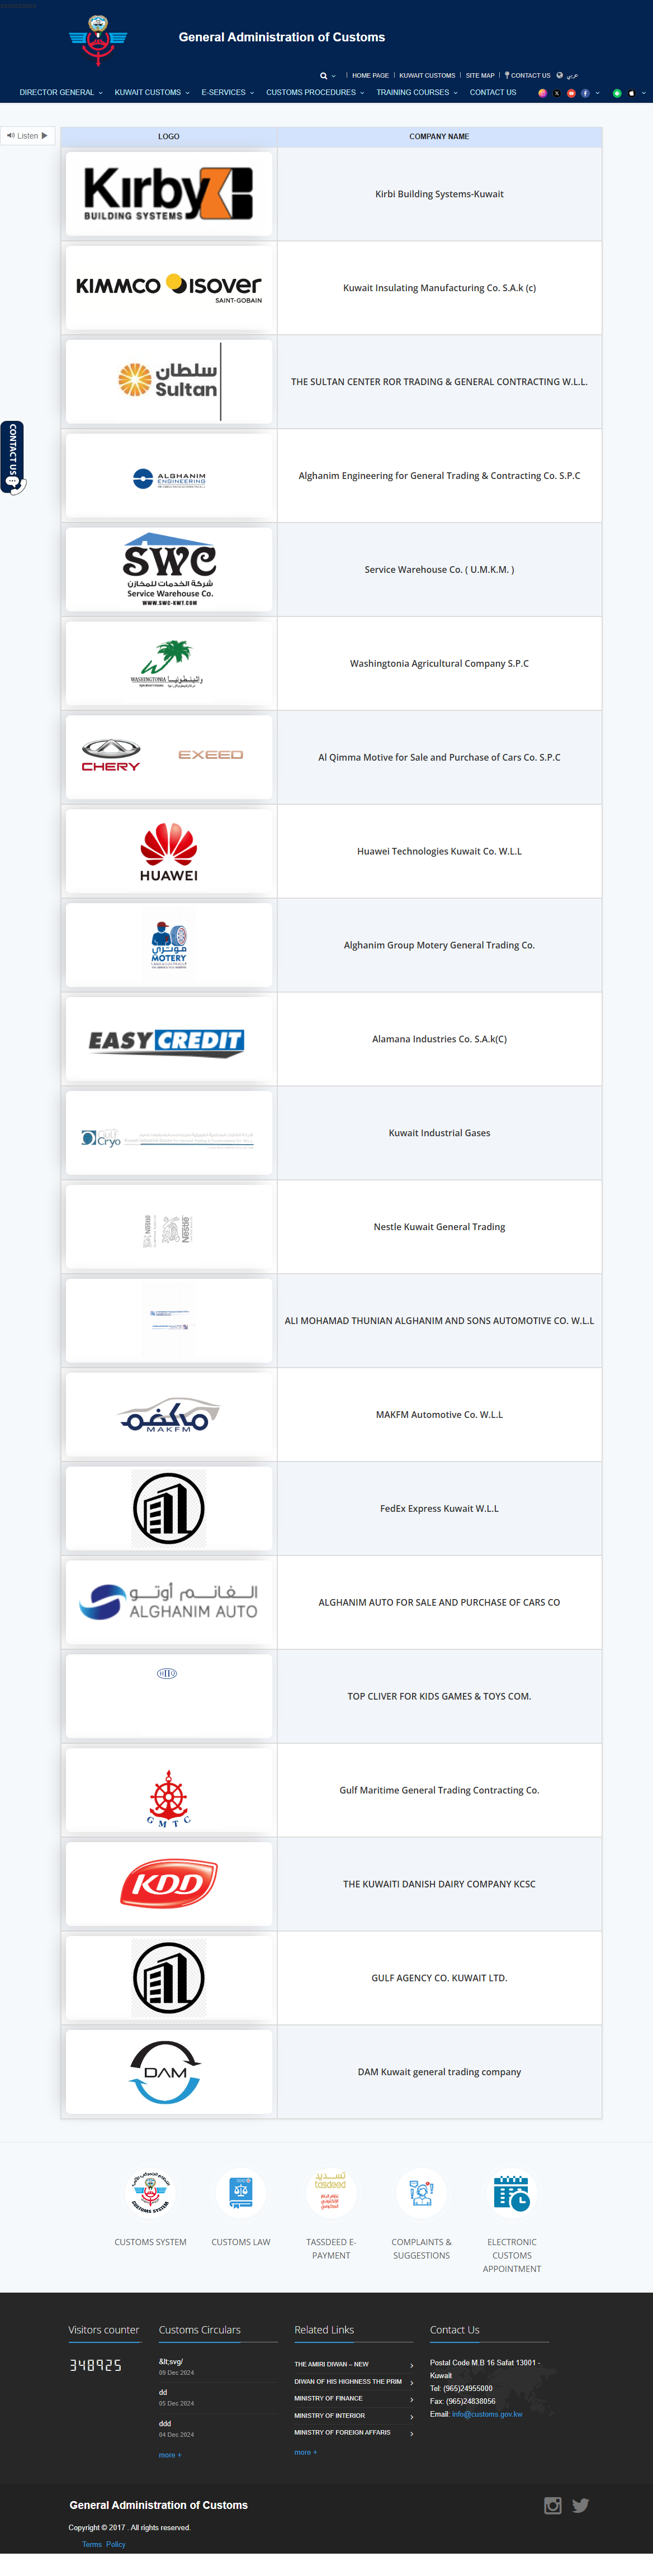 General Administration of Customs
HOME PAGE
KUWAIT CUSTOMS
SITE MAP
CONTACT US
عربي
DIRECTOR GENERAL
KUWAIT CUSTOMS
E-SERVICES
CUSTOMS PROCEDURES
TRAINING COURSES
CONTACT US
Listen
LOGO
COMPANY NAME
Kirby
BUILDING SYSTEMS
Kirbi Building Systems-Kuwait
KIMMCO ISOVER
SAINT-GOBAIN
Kuwait Insulating Manufacturing Co. S.A.k (c)
سلطان
Sultan
THE SULTAN CENTER ROR TRADING & GENERAL CONTRACTING W.L.L.
CONTACT US
ALGHANIM
ENGINEERING
Alghanim Engineering for General Trading & Contracting Co. S.P.C
SWC
شركة الخدمات للمخازن
Service Warehouse Co.
WWW.SWC-KWT.COM
Service Warehouse Co. ( U.M.K.M. )
WASHINGTONIA
واشنطونيا
Washingtonia Agricultural Company S.P.C
CHERY
EXEED
Al Qimma Motive for Sale and Purchase of Cars Co. S.P.C
HUAWEI
Huawei Technologies Kuwait Co. W.L.L
موتري
MOTERY
Alghanim Group Motery General Trading Co.
EASYCREDIT
Alamana Industries Co. S.A.k(C)
Cryo
Kuwait Industrial Gases
Nestle
Nestle Kuwait General Trading
ALI MOHAMAD THUNIAN ALGHANIM AND SONS AUTOMOTIVE CO. W.L.L
مكفم
MAKFM
MAKFM Automotive Co. W.L.L
FedEx Express Kuwait W.L.L
الغانم أوتو
ALGHANIM AUTO
ALGHANIM AUTO FOR SALE AND PURCHASE OF CARS CO
TOP CLIVER FOR KIDS GAMES & TOYS COM.
GMTC
Gulf Maritime General Trading Contracting Co.
KDD
THE KUWAITI DANISH DAIRY COMPANY KCSC
GULF AGENCY CO. KUWAIT LTD.
DAM
DAM Kuwait general trading company
CUSTOMS SYSTEM
تسديد
tasdeed
CUSTOMS SYSTEM
CUSTOMS LAW
TASSDEED E-
PAYMENT
COMPLAINTS &
SUGGESTIONS
ELECTRONIC
CUSTOMS
APPOINTMENT
Visitors counter
348925
Customs Circulars
&lt;svg/
09 Dec 2024
dd
05 Dec 2024
ddd
04 Dec 2024
more +
Related Links
THE AMIRI DIWAN – NEW
DIWAN OF HIS HIGHNESS THE PRIM
MINISTRY OF FINANCE
MINISTRY OF INTERIOR
MINISTRY OF FOREIGN AFFARIS
more +
Contact Us
Postal Code M.B 16 Safat 13001 -
Kuwait
Tel: (965)24955000
Fax: (965)24838056
Email: info@customs.gov.kw
General Administration of Customs
Copyright © 2017 . All rights reserved.
Terms Policy